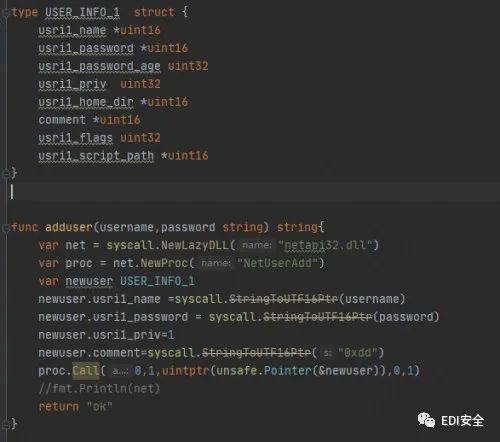 type USER_INFO_1  struct {
    usri1_name *uint16
    usri1_password *uint16
    usri1_password_age uint32
    usri1_priv  uint32
    usri1_home_dir *uint16
    comment *uint16
    usri1_flags uint32
    usri1_script_path *uint16
}
func adduser(username,password string) string{
    var net = syscall.NewLazyDLL( name: "netapi32.dll")
    var proc = net.NewProc( name: "NetUserAdd")
    var newuser USER_INFO_1
    newuser.usri1_name =syscall.StringToUTF16Ptr(username)
    newuser.usri1_password = syscall.StringToUTF16Ptr(password)
    newuser.usri1_priv=1
    newuser.comment=syscall.StringToUTF16Ptr( s: "0xdd")
    proc.Call( a...: 0,1,uintptr(unsafe.Pointer(&newuser)),0,1)
    //fmt.Println(net)
    return "ok"
}
EDI安全